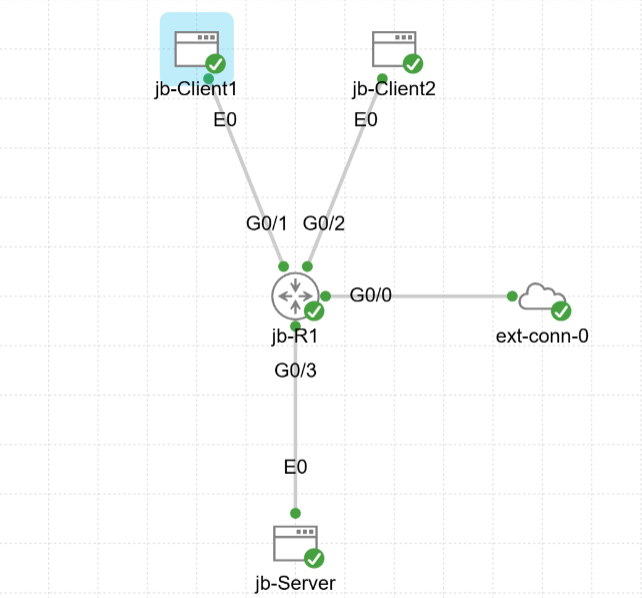 jb-Client1
jb-Client2
E0
E0
G0/1
G0/2
G0/0
jb-R1
ext-conn-0
G0/3
E0
jb-Server